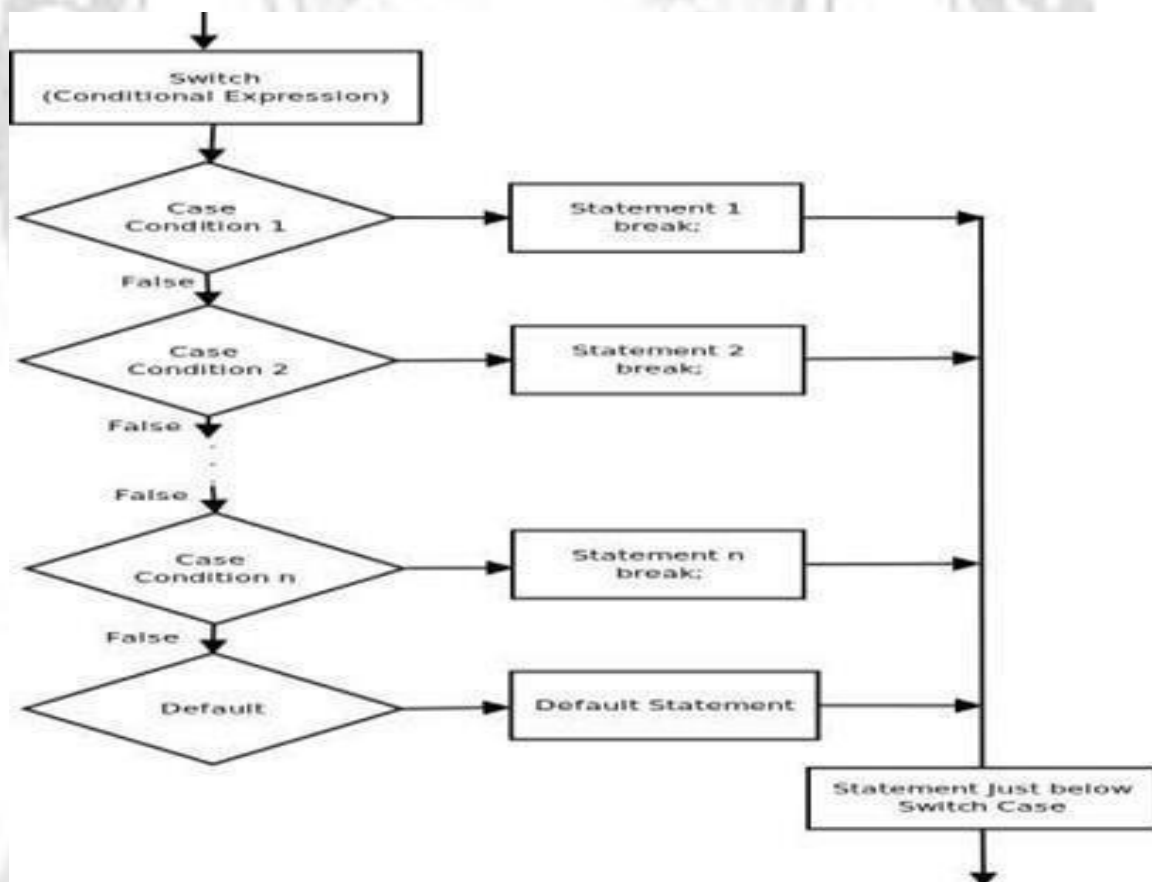 Switch
(Conditional Expression)
Case
Condition 1
Statement 1
break;
False
Case
Condition 2
Statement 2
break;
False
False
Case
Condition n
Statement n
break;
False
Default
Default Statement
Statement Just below
Switch Case